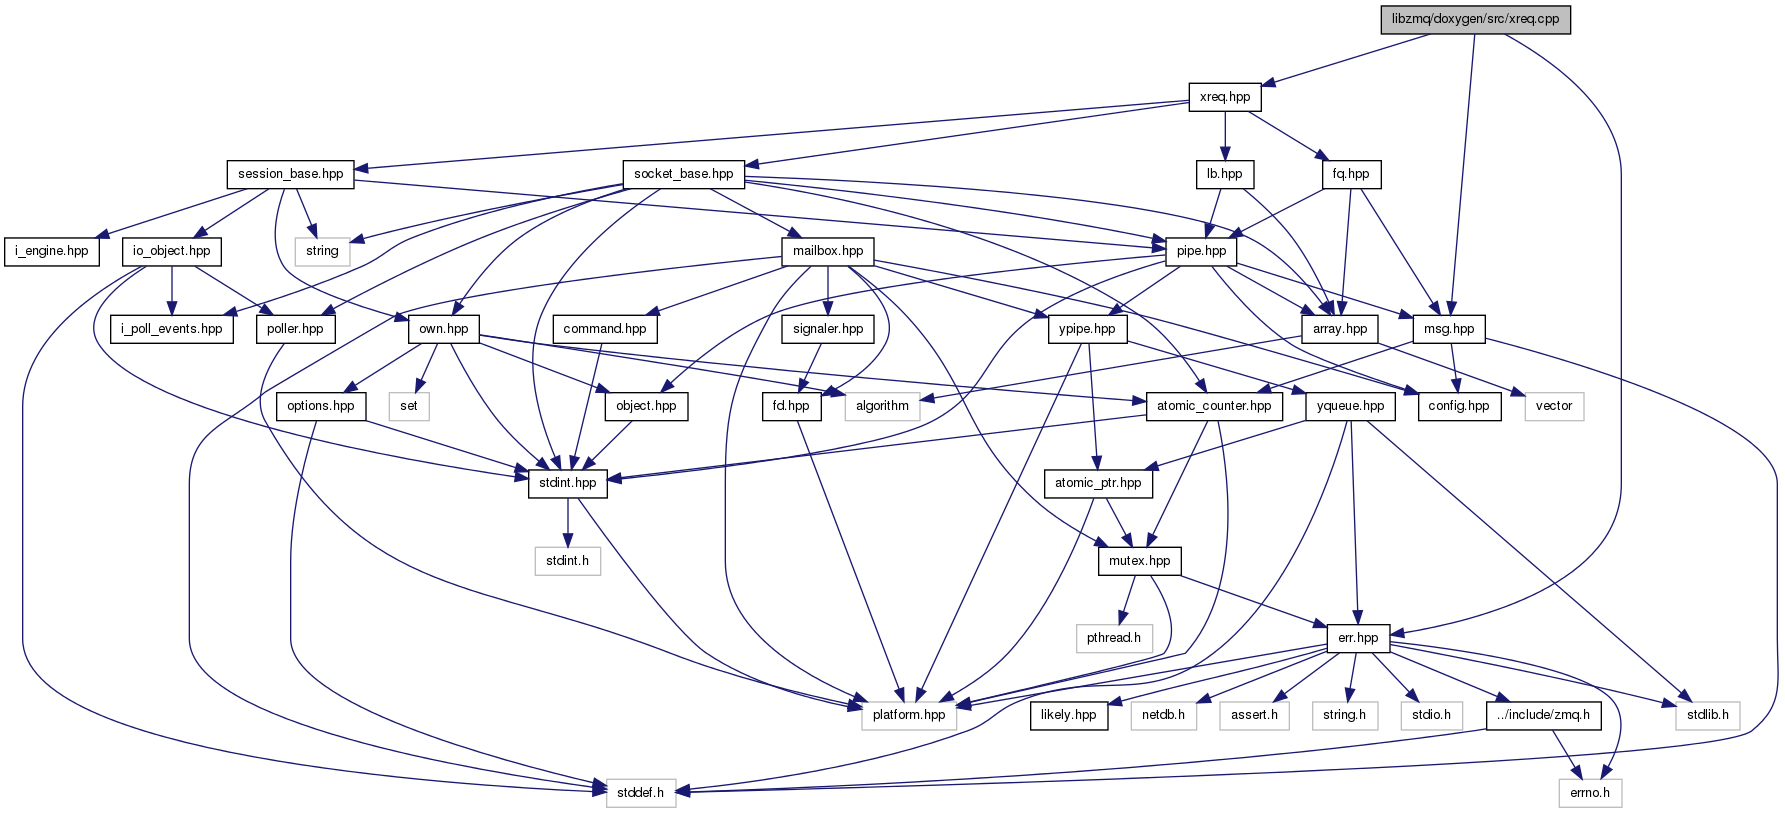 libzmq/doxygen/src/xreq.cpp
xreq.hpp
session_base.hpp
socket_base.hpp
lb.hpp
fq.hpp
i_engine.hpp
io_object.hpp
string
mailbox.hpp
pipe.hpp
i_poll_events.hpp
poller.hpp
own.hpp
command.hpp
signaler.hpp
ypipe.hpp
array.hpp
msg.hpp
options.hpp
set
object.hpp
fd.hpp
algorithm
atomic_counter.hpp
yqueue.hpp
config.hpp
vector
stdint.hpp
atomic_ptr.hpp
stdint.h
mutex.hpp
pthread.h
err.hpp
platform.hpp
likely.hpp
netdb.h
assert.h
string.h
stdio.h
../include/zmq.h
stdlib.h
stddef.h
errno.h